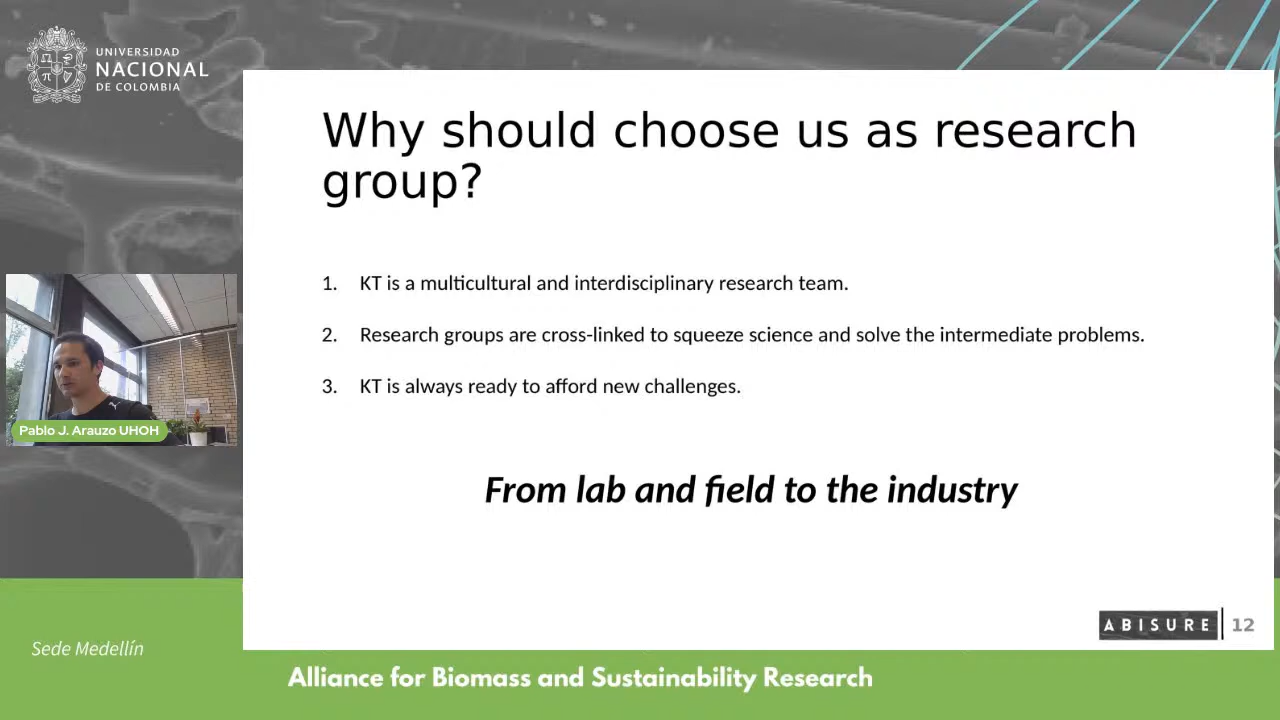 UNIVERSIDAD
NACIONAL
DE COLOMBIA
Why should choose us as research
group?
1. KT is a multicultural and interdisciplinary research team.
2. Research groups are cross-linked to squeeze science and solve the intermediate problems.
3. KT is always ready to afford new challenges.
Pablo J. Arauzo UHOH
From lab and field to the industry
ABISURE 12
Sede Medellín
Alliance for Biomass and Sustainability Research